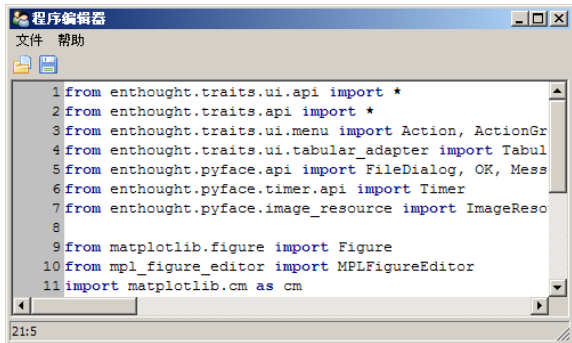 程序编辑器
文件 帮助
1 from enthought.traits.ui.api import *
2 from enthought.traits.api import *
3 from enthought.traits.ui.menu import Action, ActionGr
4 from enthought.traits.ui.tabular_adapter import Tabul
5 from enthought.pyface.api import FileDialog, OK, Mess
6 from enthought.pyface.timer.api import Timer
7 from enthought.pyface.image_resource import ImageReso
8
9 from matplotlib.figure import Figure
10 from mpl_figure_editor import MPLFigureEditor
11 import matplotlib.cm as cm
21:5